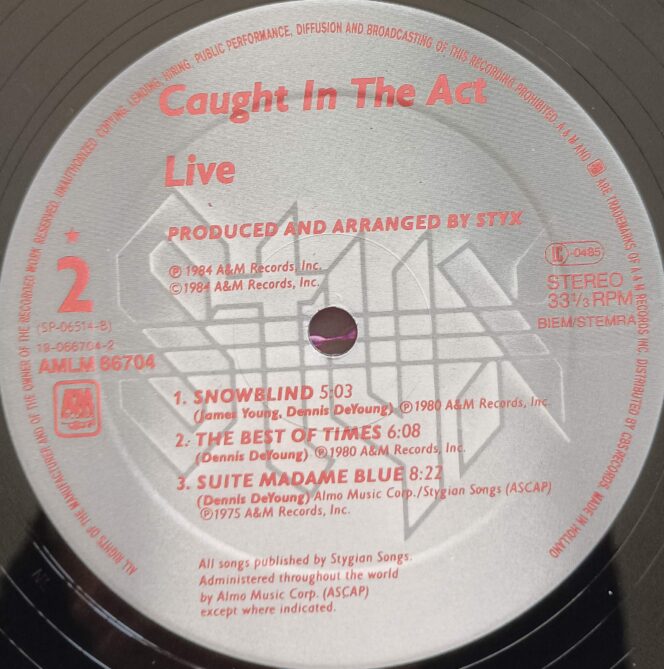 ALL RIGHTS OF THE MANUFACTURER AND OF THE OWNER OF THE RECORDED WORK RESERVED. UNAUTHORIZED COPYING, LENDING, HIRING, PUBLIC PERFORMANCE, DIFFUSION AND BROADCASTING OF THIS RECORDING PROHIBITED. A & M AND ARE TRADEMARKS OF A & M RECORDS INC. DISTRIBUTED BY CBS RECORDS. MADE IN HOLLAND
Caught In The Act
Live
PRODUCED AND ARRANGED BY STYX
℗ 1984 A&M Records, Inc.
© 1984 A&M Records, Inc.
★
2
(SP-06514-B)
19-066704-2
AMLM 66704
A&M
-0485
STEREO
33⅓ RPM
BIEM/STEMRA
STYX
1. SNOWBLIND 5:03
(James Young, Dennis DeYoung) ℗ 1980 A&M Records, Inc.
2. THE BEST OF TIMES 6:08
(Dennis DeYoung) ℗ 1980 A&M Records, Inc.
3. SUITE MADAME BLUE 8:22
(Dennis DeYoung) Almo Music Corp./Stygian Songs (ASCAP)
℗ 1975 A&M Records, Inc.
All songs published by Stygian Songs.
Administered throughout the world
by Almo Music Corp. (ASCAP)
except where indicated.